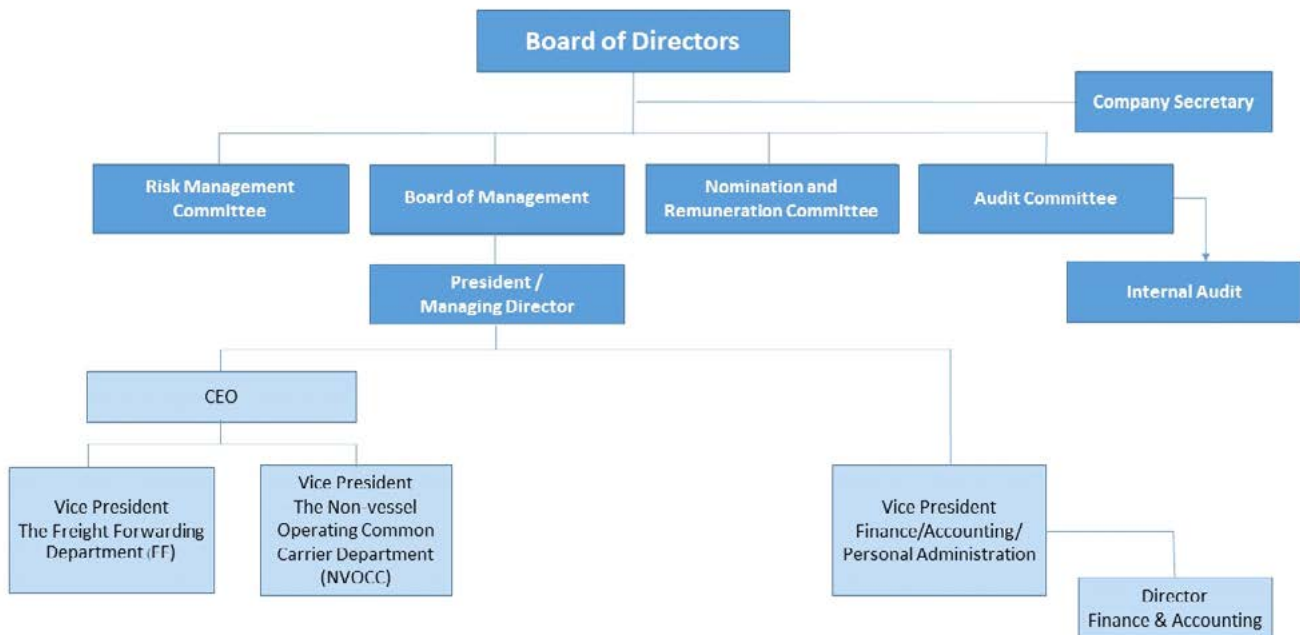 Board of Directors
Company Secretary
Risk Management
Committee
Board of Management
Nomination and
Remuneration Committee
Audit Committee
President /
Managing Director
Internal Audit
CEO
Vice President
The Freight Forwarding
Department (FF)
Vice President
The Non-vessel
Operating Common
Carrier Department
(NVOCC)
Vice President
Finance/Accounting/
Personal Administration
Director
Finance & Accounting